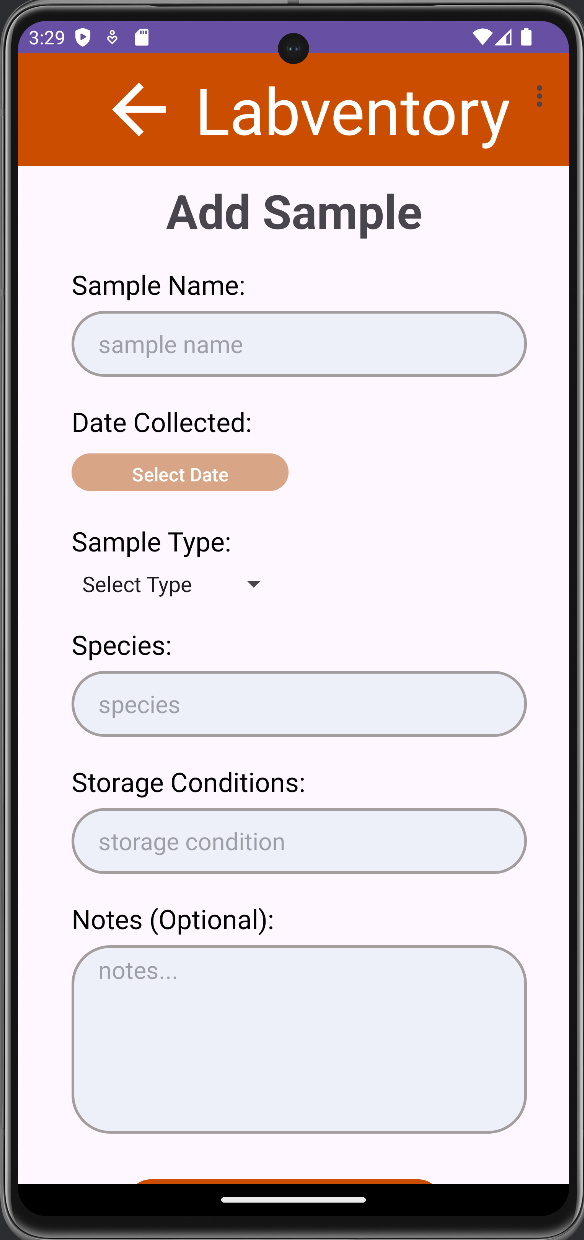 3:29
Labventory
Add Sample
Sample Name:
sample name
Date Collected:
Select Date
Sample Type:
Select Type
Species:
species
Storage Conditions:
storage condition
Notes (Optional):
notes...